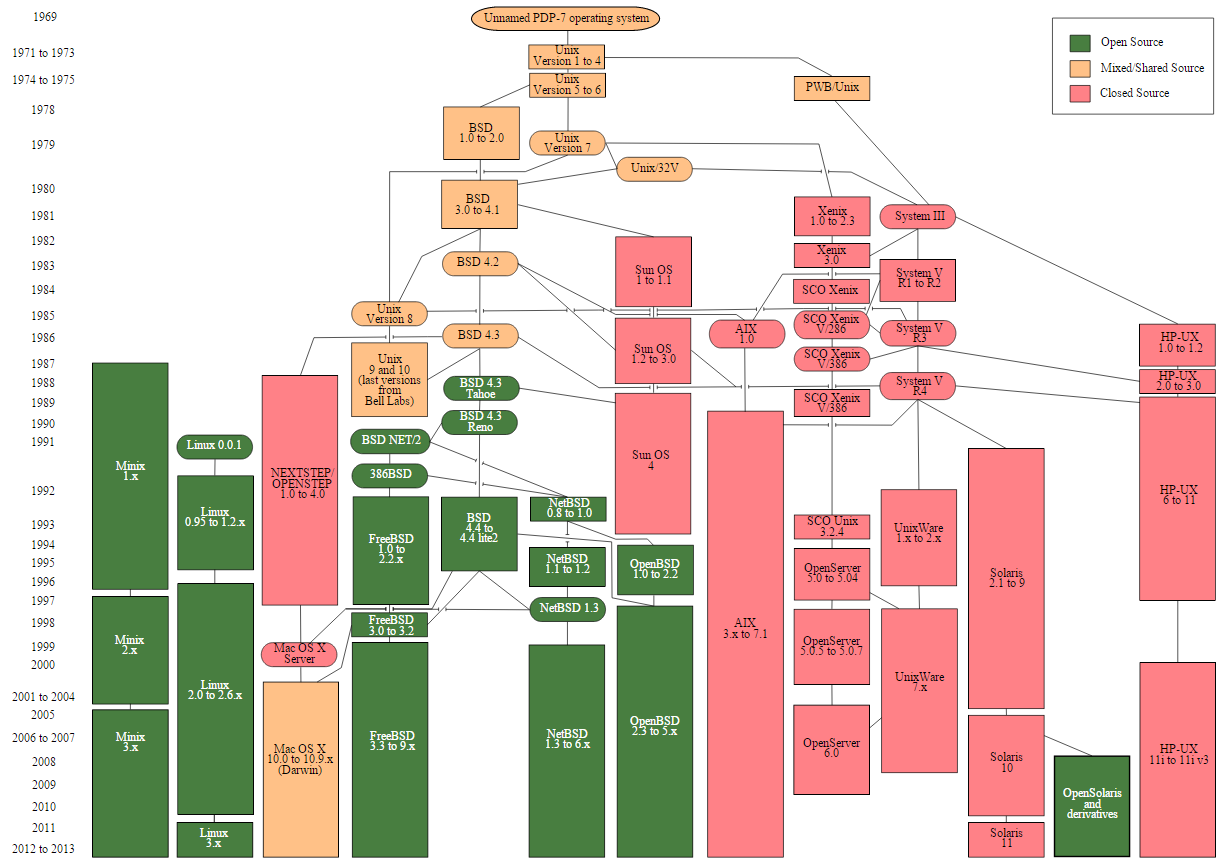 1969
Unnamed PDP-7 operating system
Open Source
Mixed/Shared Source
Closed Source
1971 to 1973
Unix
Version 1 to 4
1974 to 1975
Unix
Version 5 to 6
PWB/Unix
1978
BSD
1.0 to 2.0
1979
Unix
Version 7
Unix/32V
1980
BSD
3.0 to 4.1
1981
Xenix
1.0 to 2.3
System III
1982
Xenix
3.0
1983
BSD 4.2
Sun OS
1 to 1.1
System V
R1 to R2
1984
SCO Xenix
1985
Unix
Version 8
SCO Xenix
V/286
1986
BSD 4.3
AIX
1.0
System V
R3
HP-UX
1.0 to 1.2
Sun OS
1.2 to 3.0
SCO Xenix
V/386
1987
Unix
9 and 10
(last versions
from
Bell Labs)
1988
BSD 4.3
Tahoe
System V
R4
HP-UX
2.0 to 3.0
1989
SCO Xenix
V/386
1990
BSD 4.3
Reno
1991
Linux 0.0.1
BSD NET/2
Minix
1.x
NEXTSTEP/
OPENSTEP
1.0 to 4.0
386BSD
Sun OS
4
1992
Linux
0.95 to 1.2.x
NetBSD
0.8 to 1.0
HP-UX
6 to 11
1993
BSD
4.4 to
4.4 lite2
SCO Unix
3.2.4
UnixWare
1.x to 2.x
1994
FreeBSD
1.0 to
2.2.x
1995
NetBSD
1.1 to 1.2
OpenBSD
1.0 to 2.2
OpenServer
5.0 to 5.04
Solaris
2.1 to 9
1996
1997
NetBSD 1.3
1998
FreeBSD
3.0 to 3.2
AIX
3.x to 7.1
1999
Minix
2.x
Mac OS X
Server
OpenServer
5.0.5 to 5.0.7
2000
Linux
2.0 to 2.6.x
UnixWare
7.x
2001 to 2004
2005
2006 to 2007
Minix
3.x
FreeBSD
3.3 to 9.x
NetBSD
1.3 to 6.x
OpenBSD
2.3 to 5.x
OpenServer
6.0
2008
Mac OS X
10.0 to 10.9.x
(Darwin)
Solaris
10
HP-UX
11i to 11i v3
2009
OpenSolaris
and
derivatives
2010
2011
Linux
3.x
Solaris
11
2012 to 2013